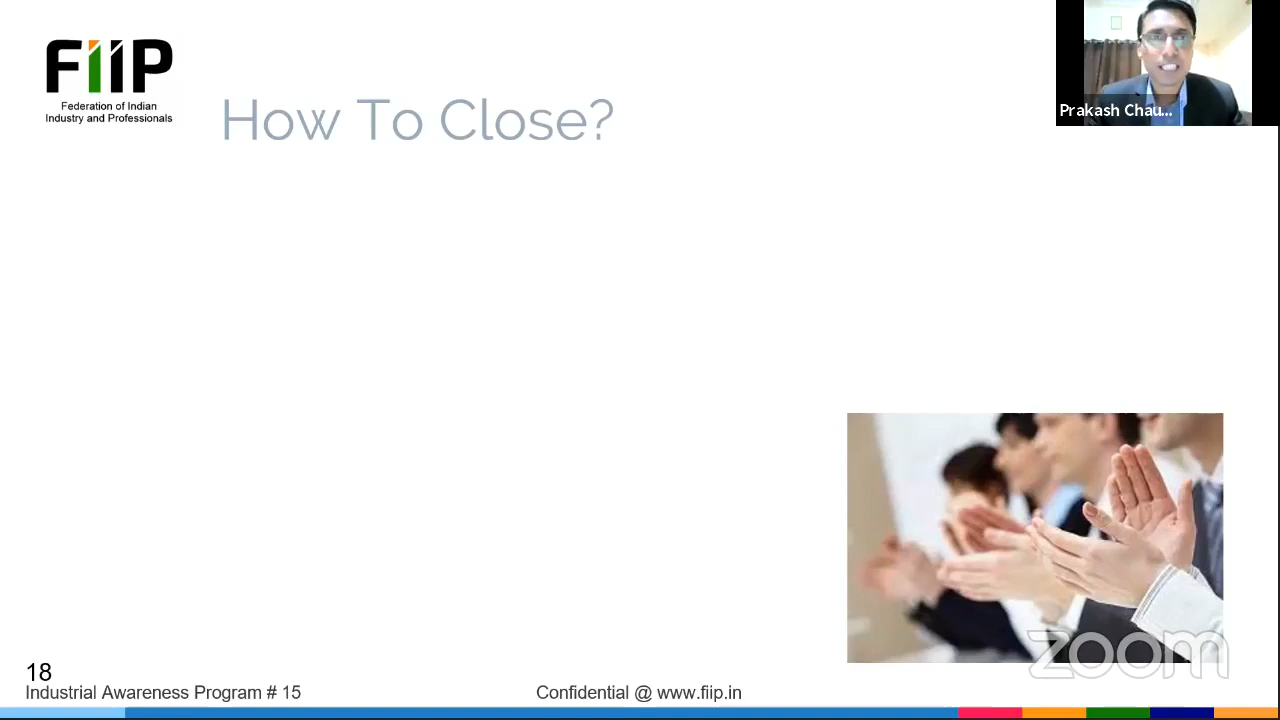 FiiP
Federation of Indian
Industry and Professionals
How To Close?
Prakash Chau...
18
Industrial Awareness Program # 15
Confidential @ www.fiip.in
zoom